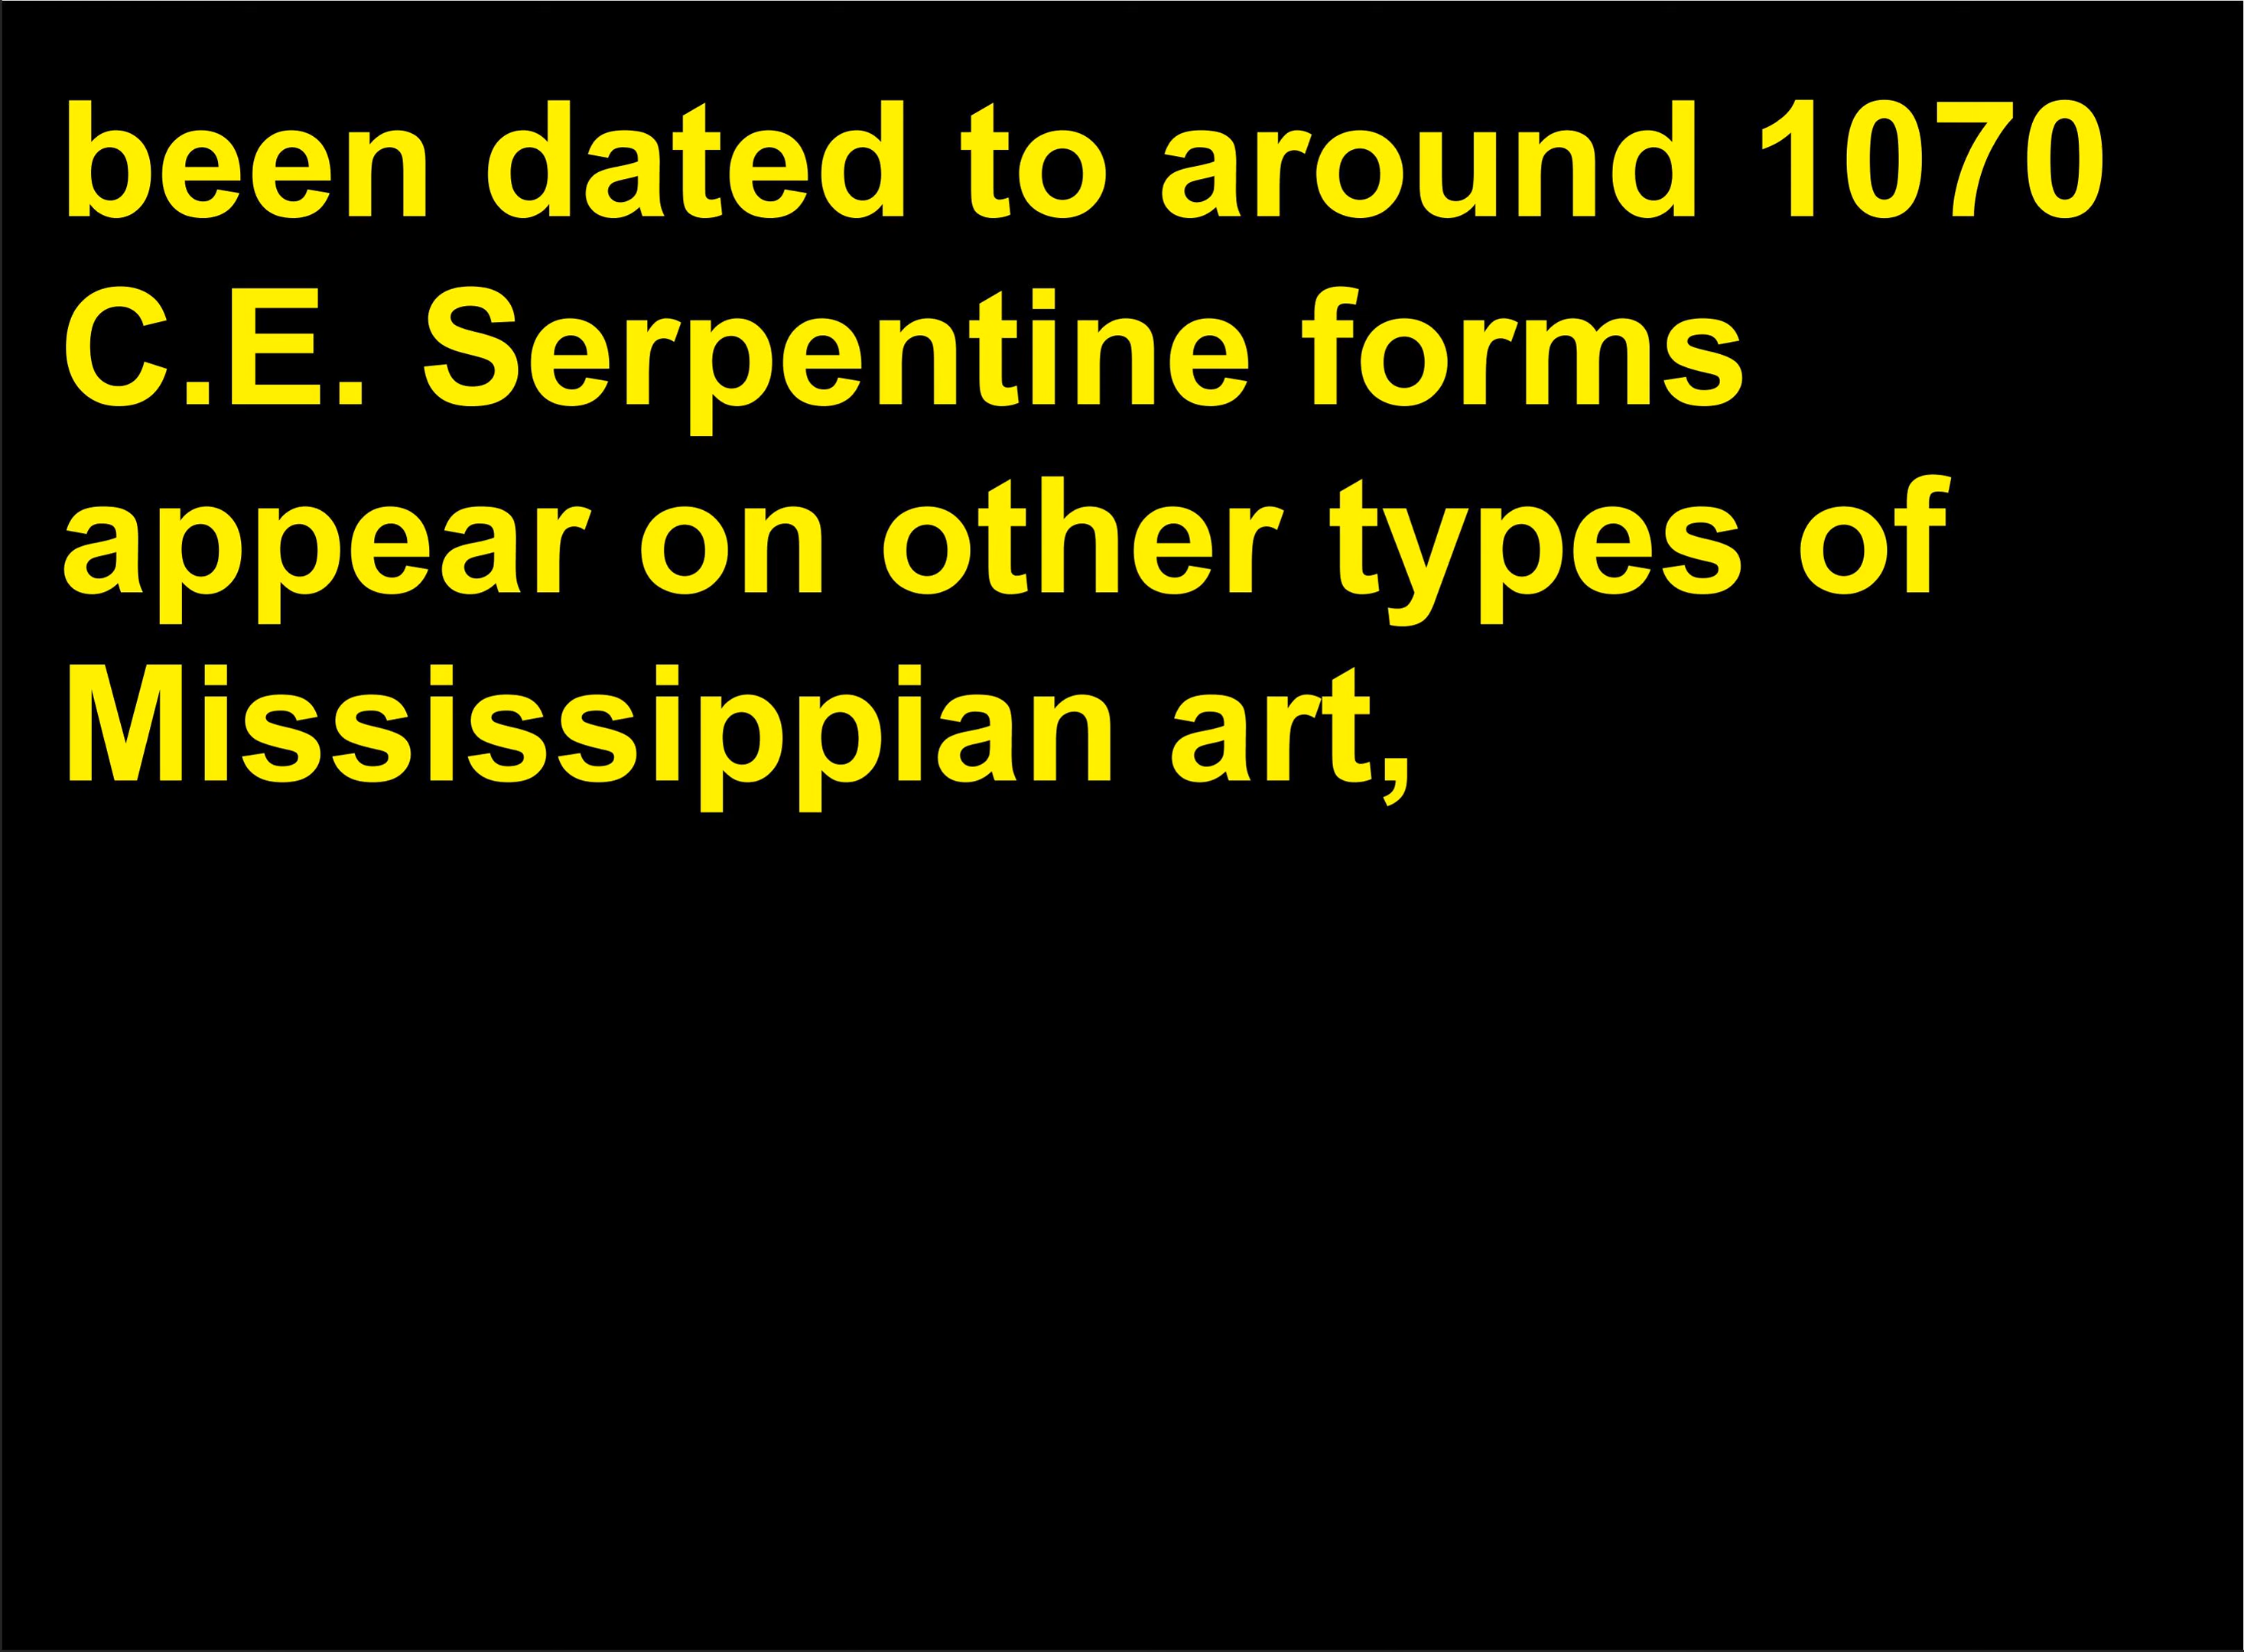 been dated to around 1070
C.E. Serpentine forms
appear on other types of
Mississippian art,